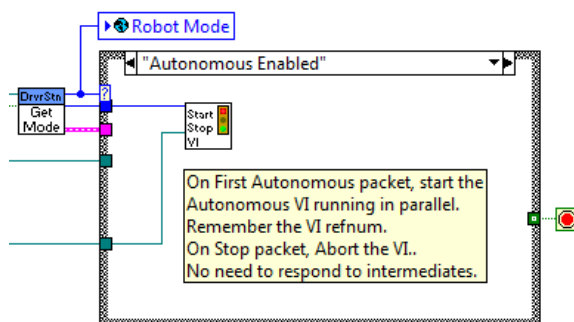 Robot Mode
"Autonomous Enabled"
DrvrStn
Get
Mode
?
Start
Stop
VI
On First Autonomous packet, start the
Autonomous VI running in parallel.
Remember the VI refnum.
On Stop packet, Abort the VI..
No need to respond to intermediates.